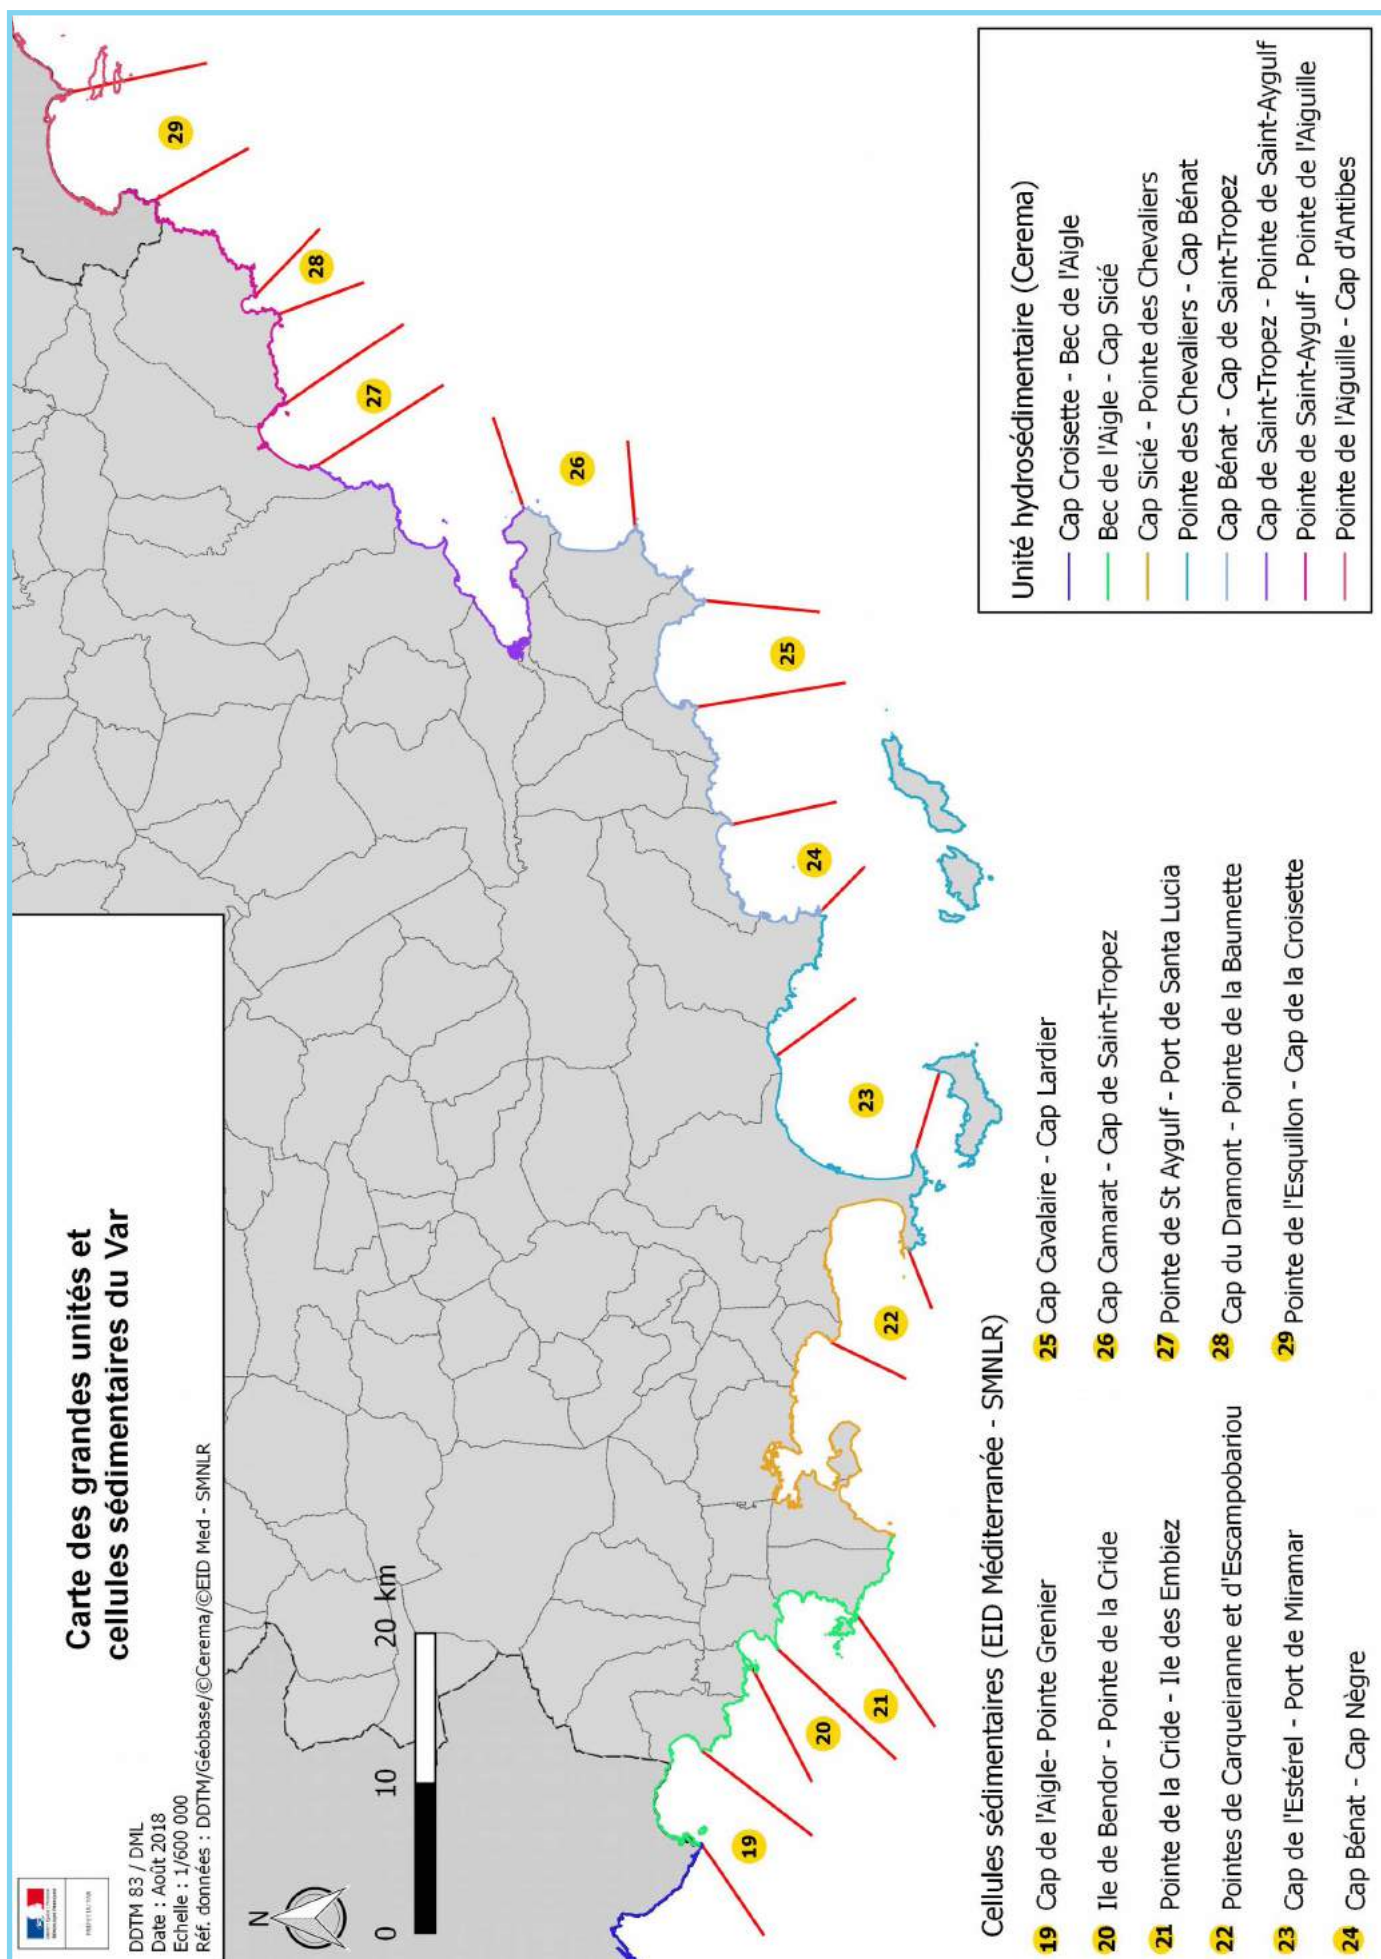 Carte des grandes unités et
cellules sédimentaires du Var
DDTM 83 / DML
Date : Août 2018
Echelle : 1/600 000
Réf. données : DDTM/Géobase/©Cerema/©EID Med - SMNLR
N
0 10 20 km
19
20
21
22
23
24
25
26
27
28
29
Cellules sédimentaires (EID Méditerranée - SMNLR)
19 Cap de l'Aigle- Pointe Grenier
20 Ile de Bendor - Pointe de la Cride
21 Pointe de la Cride - Ile des Embiez
22 Pointes de Carqueiranne et d'Escampobariou
23 Cap de l'Estérel - Port de Miramar
24 Cap Bénat - Cap Nègre
25 Cap Cavalaire - Cap Lardier
26 Cap Camarat - Cap de Saint-Tropez
27 Pointe de St Aygulf - Port de Santa Lucia
28 Cap du Dramont - Pointe de la Baumette
29 Pointe de l'Esquillon - Cap de la Croisette
Unité hydrosédimentaire (Cerema)
Cap Croisette - Bec de l'Aigle
Bec de l'Aigle - Cap Sicié
Cap Sicié - Pointe des Chevaliers
Pointe des Chevaliers - Cap Bénat
Cap Bénat - Cap de Saint-Tropez
Cap de Saint-Tropez - Pointe de Saint-Aygulf
Pointe de Saint-Aygulf - Pointe de l'Aiguille
Pointe de l'Aiguille - Cap d'Antibes